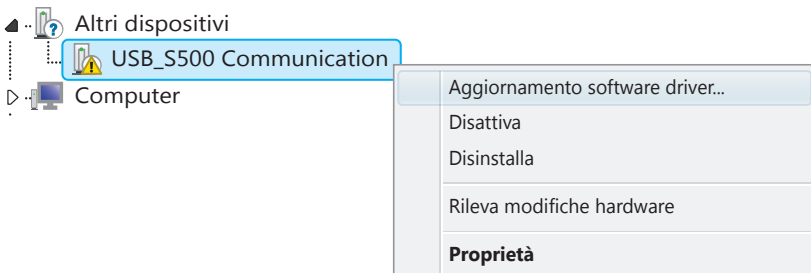 Altri dispositivi
USB_S500 Communication
Computer
Aggiornamento software driver...
Disattiva
Disinstalla
Rileva modifiche hardware
Proprietà